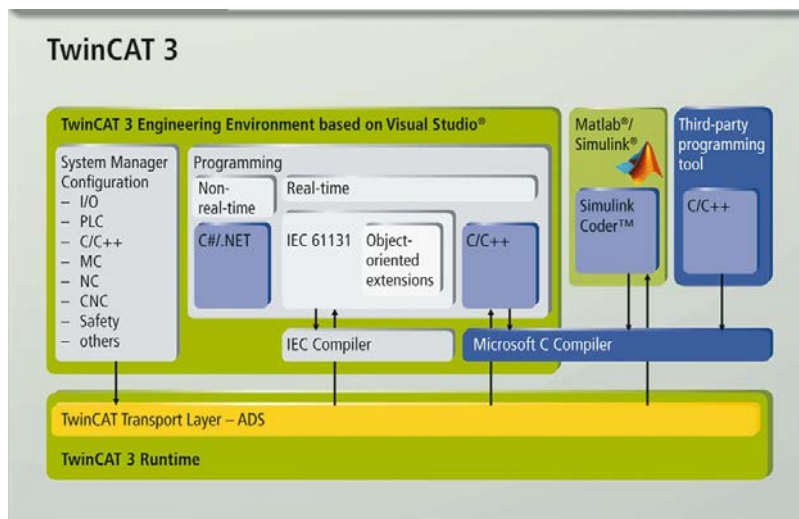 TwinCAT 3
TwinCAT 3 Engineering Environment based on Visual Studio®
System Manager
Configuration
– I/O
– PLC
– C/C++
– MC
– NC
– CNC
– Safety
– others
Programming
Non-
real-time
Real-time
C#/.NET
IEC 61131
Object-
oriented
extensions
C/C++
IEC Compiler
Microsoft C Compiler
Matlab®/
Simulink®
Simulink
Coder™
Third-party
programming
tool
C/C++
TwinCAT Transport Layer – ADS
TwinCAT 3 Runtime